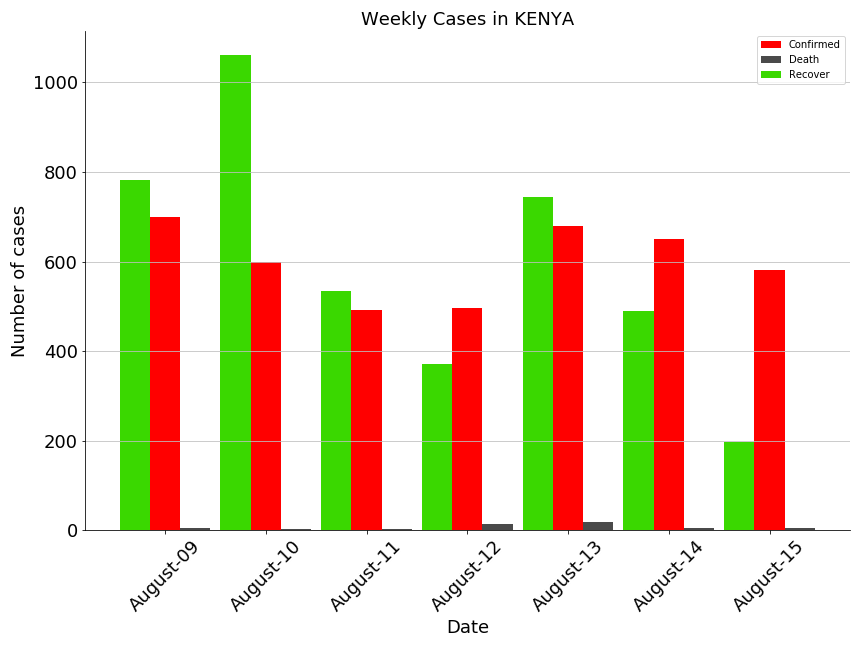 Weekly Cases in KENYA
Confirmed
Death
Recover
Number of cases
1000
800
600
400
200
0
August-09
August-10
August-11
August-12
August-13
August-14
August-15
Date